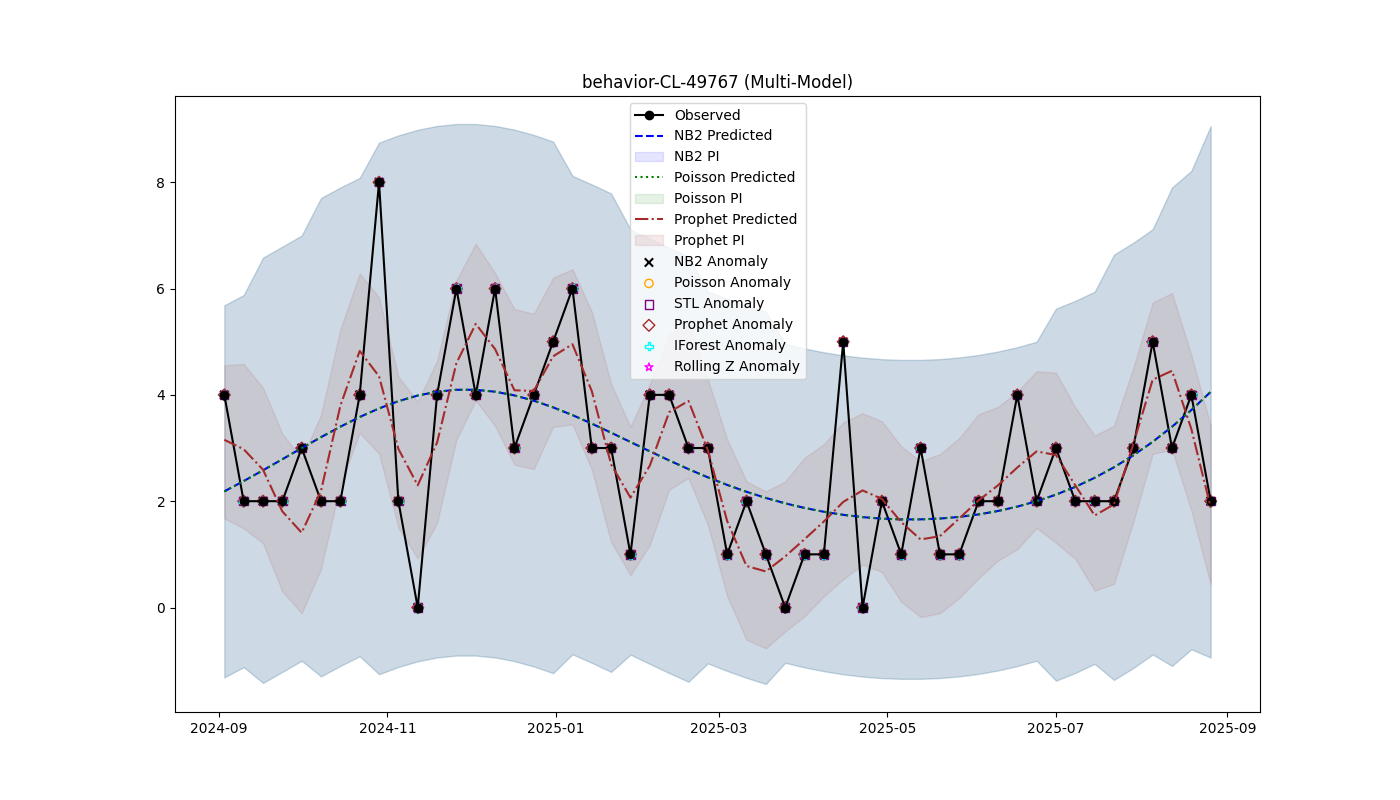 behavior-CL-49767 (Multi-Model)
Observed
NB2 Predicted
NB2 PI
Poisson Predicted
Poisson PI
Prophet Predicted
Prophet PI
NB2 Anomaly
Poisson Anomaly
STL Anomaly
Prophet Anomaly
IForest Anomaly
Rolling Z Anomaly
8
6
4
2
0
2024-09 2024-11 2025-01 2025-03 2025-05 2025-07 2025-09